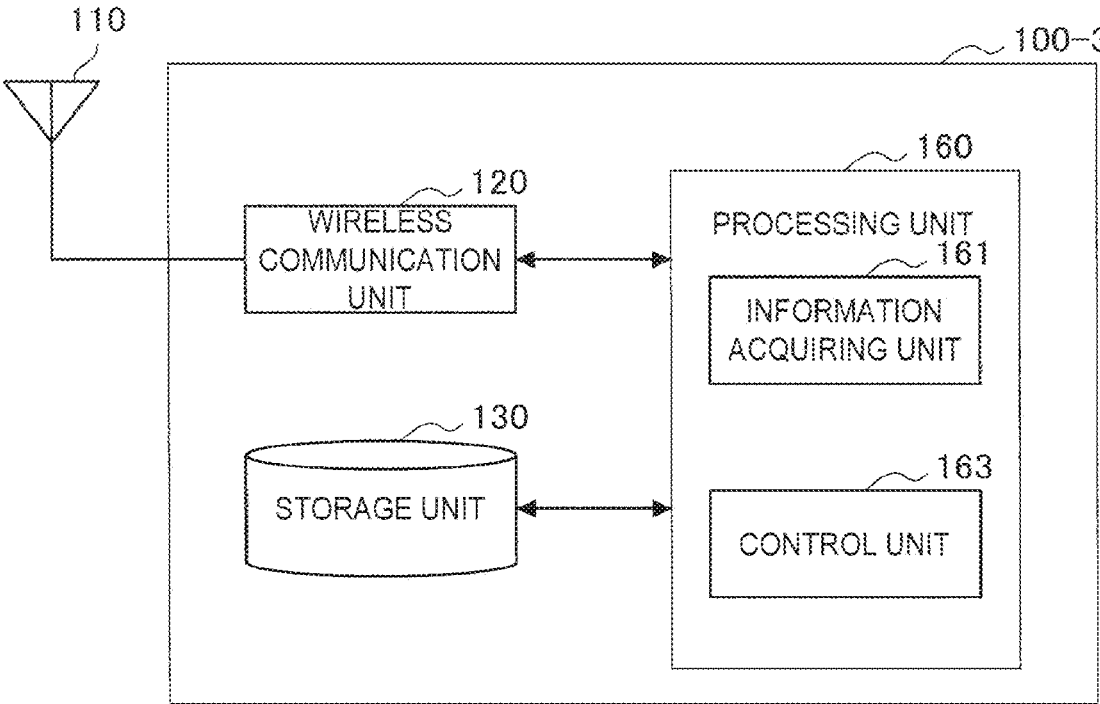 110
100-3
160
120
WIRELESS
COMMUNICATION
UNIT
PROCESSING UNIT
161
INFORMATION
ACQUIRING UNIT
130
STORAGE UNIT
163
CONTROL UNIT